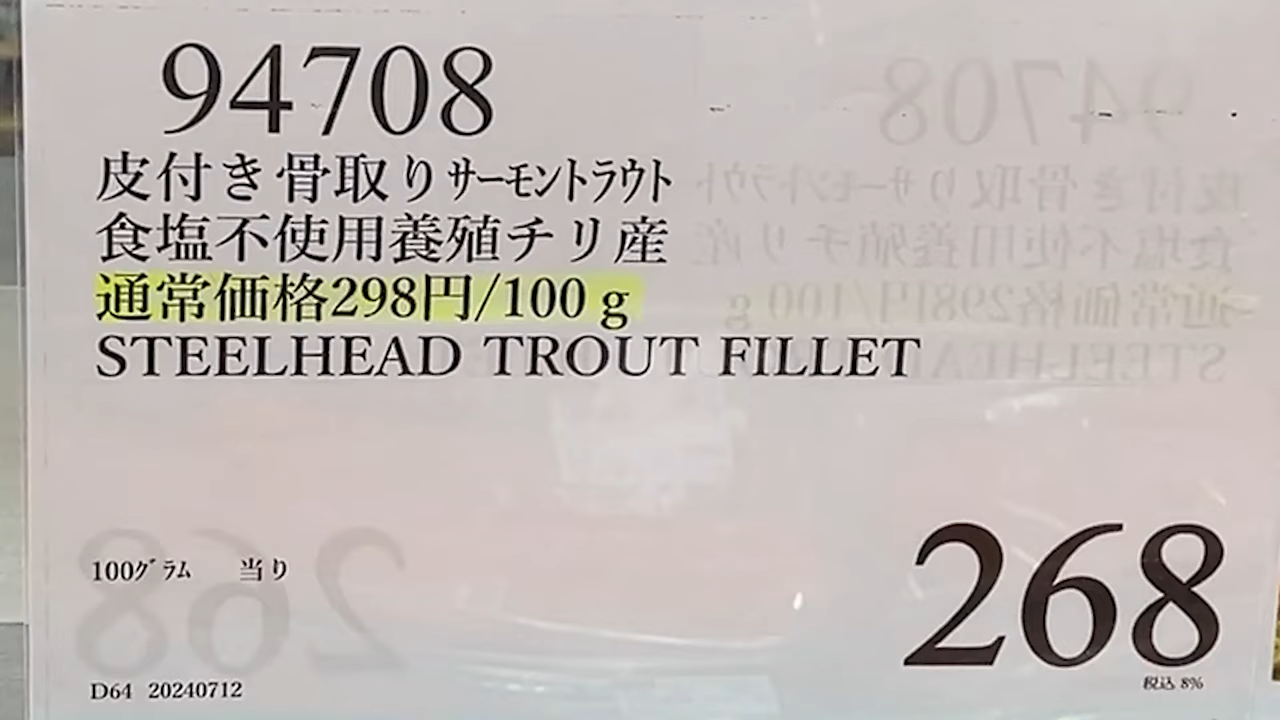 94708
皮付き骨取りｻｰﾓﾝﾄﾗｳﾄ
食塩不使用養殖チリ産
通常価格298円/100ｇ
STEELHEAD TROUT FILLET
100ｸﾞﾗﾑ 当り
268
税込 8%
D64 20240712